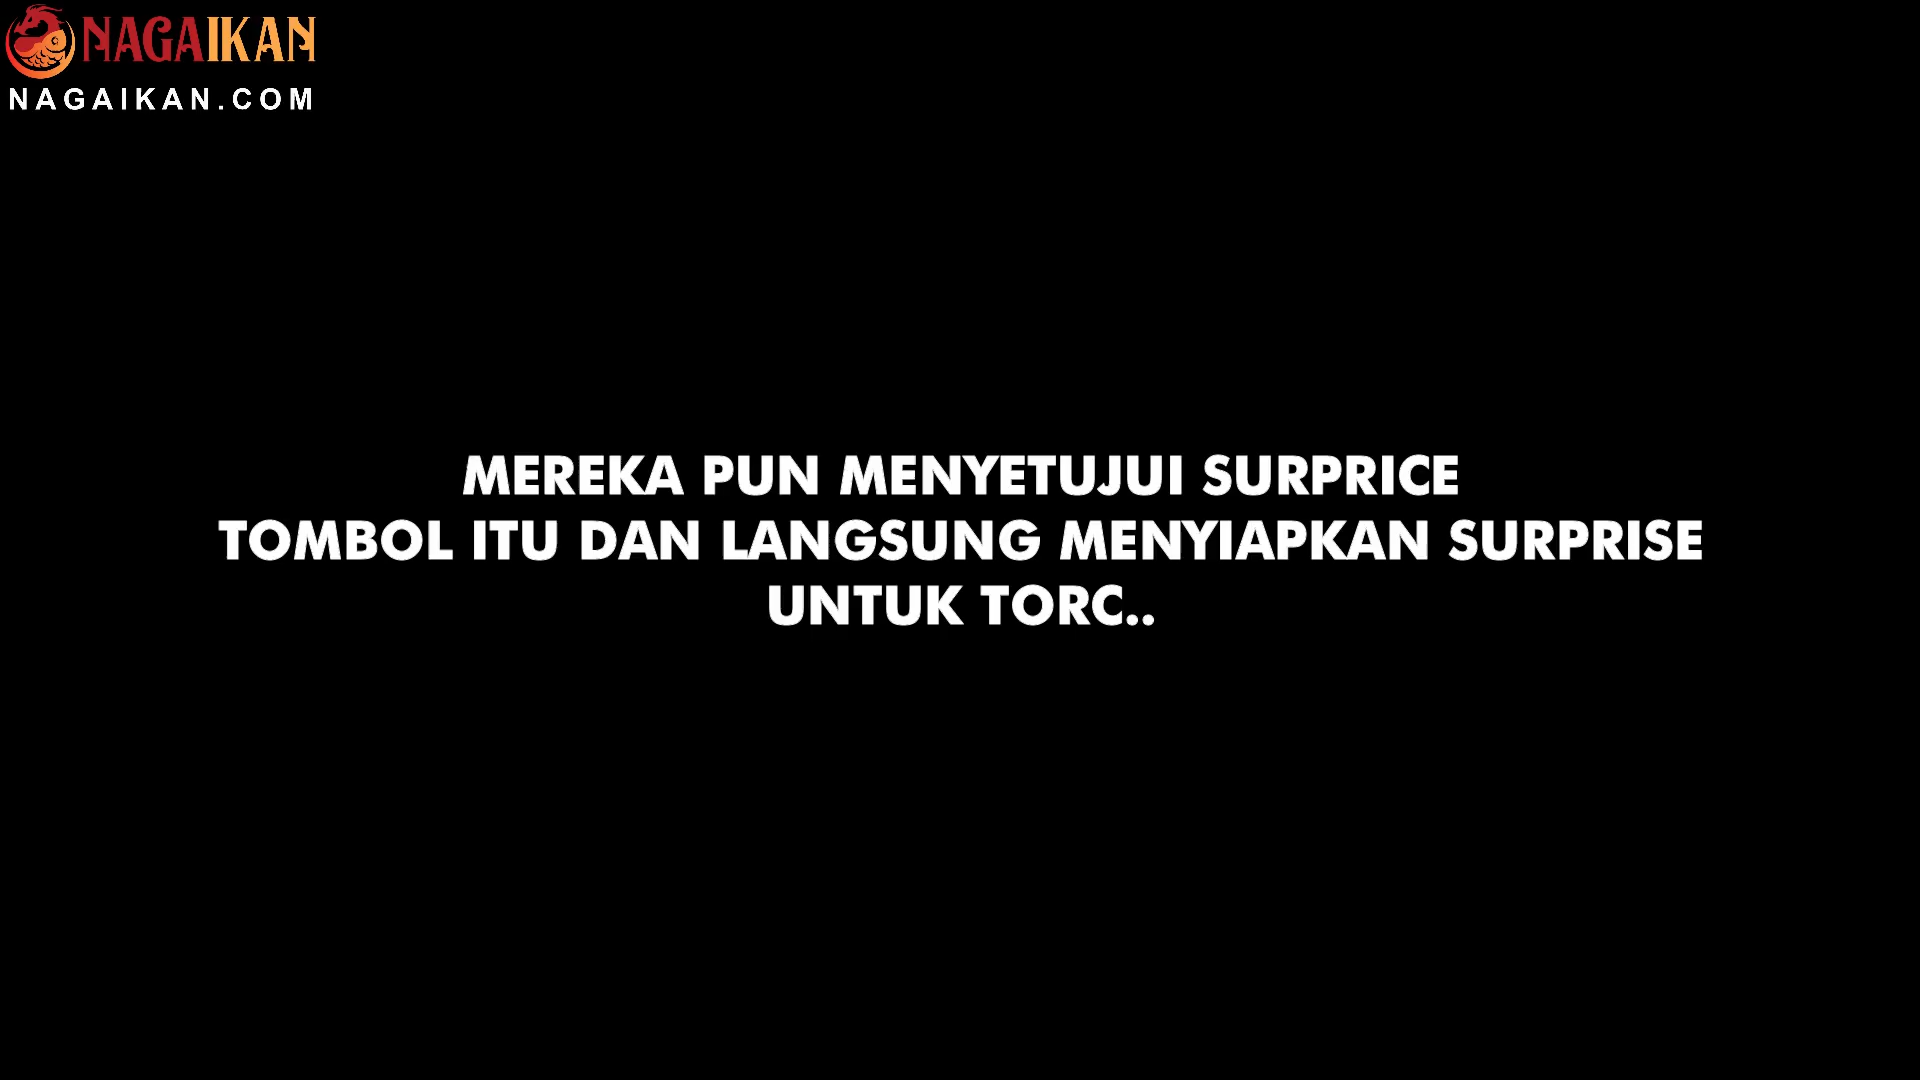 NAGAIKAN
NAGAIKAN.COM
MEREKA PUN MENYETUJUI SURPRICE
TOMBOL ITU DAN LANGSUNG MENYIAPKAN SURPRISE
UNTUK TORC..